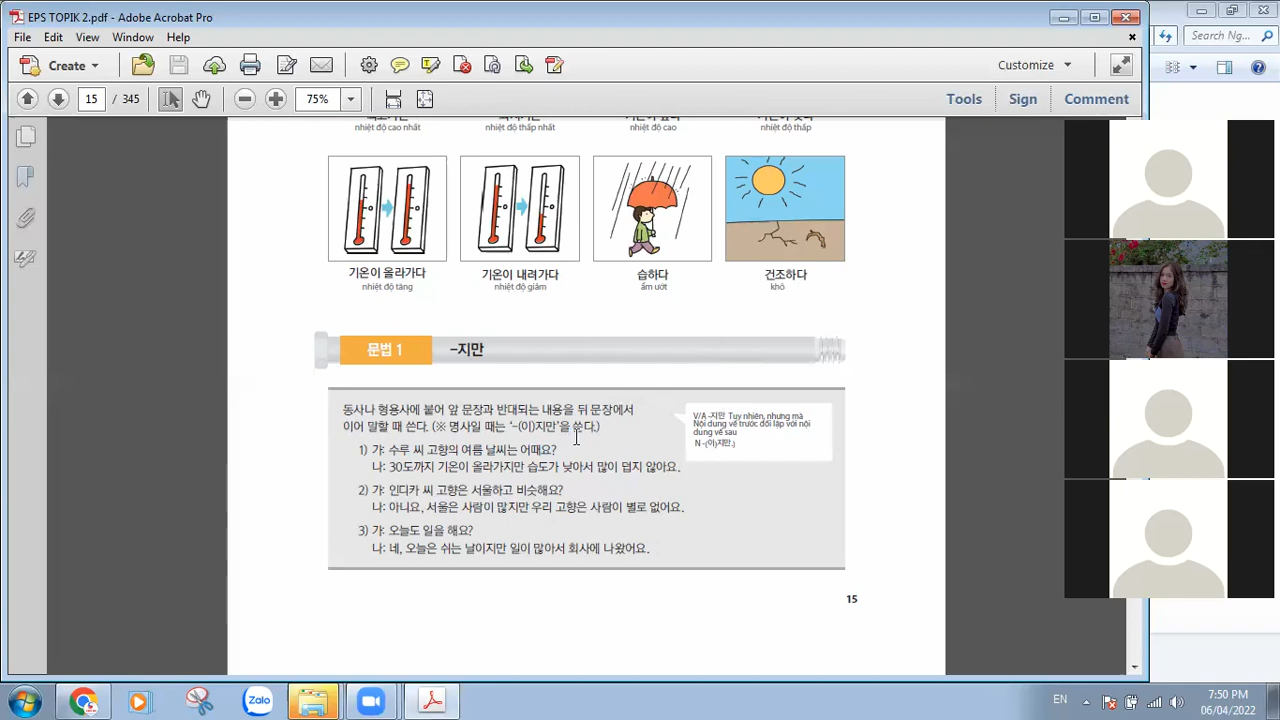 EPS TOPIK 2.pdf - Adobe Acrobat Pro
File Edit View Window Help
Create
Customize
15 / 345
75%
Tools Sign Comment
Search Ng...
nhiệt độ cao nhất
nhiệt độ thấp nhất
nhiệt độ cao
nhiệt độ thấp
기온이 올라가다
nhiệt độ tăng
기온이 내려가다
nhiệt độ giảm
습하다
ẩm ướt
건조하다
khô
문법 1
-지만
동사나 형용사에 붙어 앞 문장과 반대되는 내용을 뒤 문장에서
이어 말할 때 쓴다. (※ 명사일 때는 '-(이)지만'을 쓴다.)
V/A -지만 Tuy nhiên, nhưng mà
Nội dung vế trước đối lập với nội
dung vế sau
N -(이)지만.)
1) 가: 수루 씨 고향의 여름 날씨는 어때요?
나: 30도까지 기온이 올라가지만 습도가 낮아서 많이 덥지 않아요.
2) 가: 인디카 씨 고향은 서울하고 비슷해요?
나: 아니요, 서울은 사람이 많지만 우리 고향은 사람이 별로 없어요.
3) 가: 오늘도 일을 해요?
나: 네, 오늘은 쉬는 날이지만 일이 많아서 회사에 나왔어요.
15
Zalo
EN
7:50 PM
06/04/2022